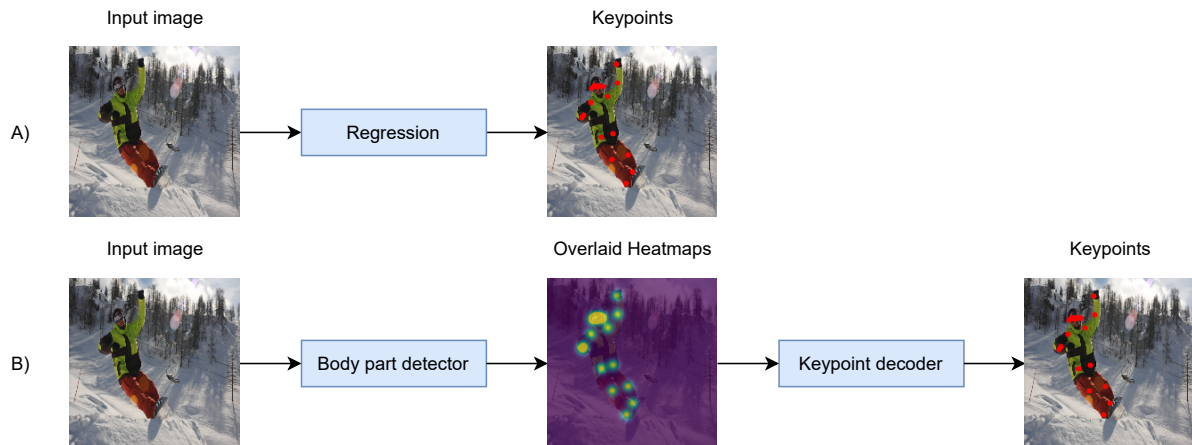 Input image
Keypoints
A)
Regression
Input image
Overlaid Heatmaps
Keypoints
B)
Body part detector
Keypoint decoder